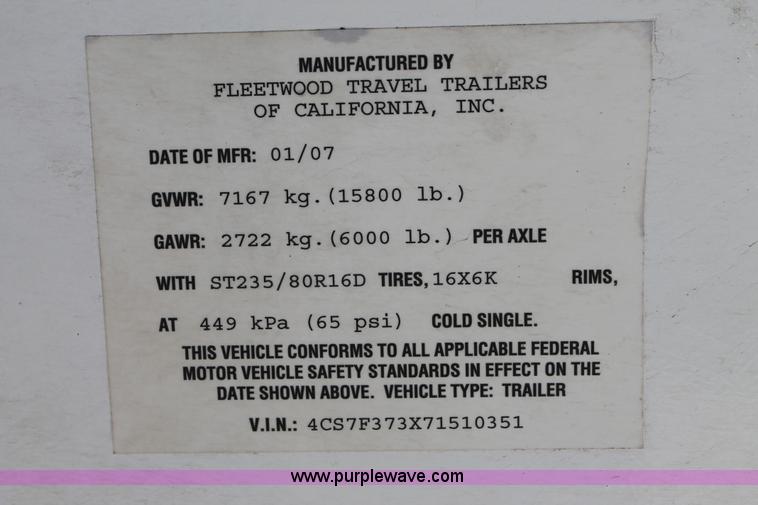 MANUFACTURED BY
FLEETWOOD TRAVEL TRAILERS
OF CALIFORNIA, INC.
DATE OF MFR: 01/07
GVWR: 7167 kg.(15800 lb.)
GAWR: 2722 kg.(6000 lb.) PER AXLE
WITH ST235/80R16D TIRES, 16X6K RIMS,
AT 449 kPa (65 psi) COLD SINGLE.
THIS VEHICLE CONFORMS TO ALL APPLICABLE FEDERAL
MOTOR VEHICLE SAFETY STANDARDS IN EFFECT ON THE
DATE SHOWN ABOVE. VEHICLE TYPE: TRAILER
V.I.N.: 4CS7F373X71510351
www.purplewave.com